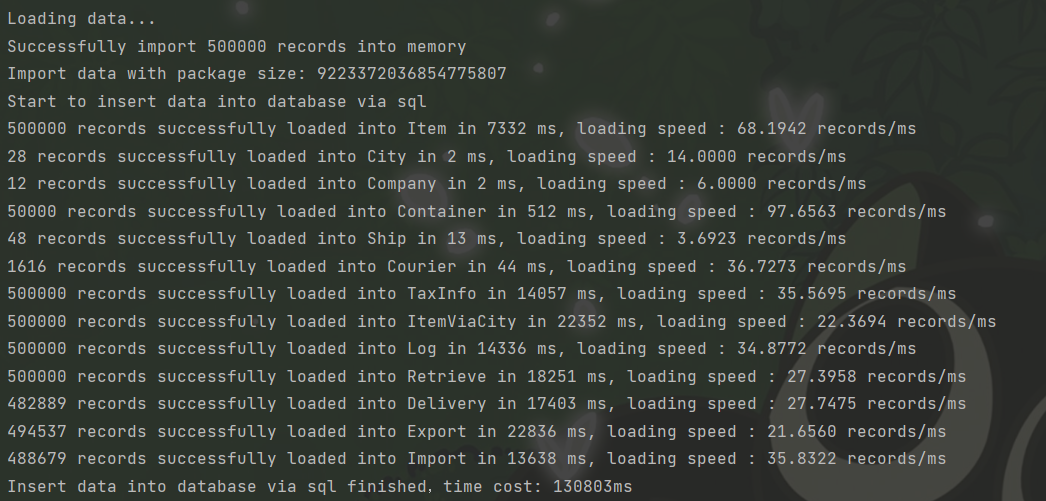 Loading data...
Successfully import 500000 records into memory
Import data with package size: 9223372036854775807
Start to insert data into database via sql
500000 records successfully loaded into Item in 7332 ms, loading speed : 68.1942 records/ms
28 records successfully loaded into City in 2 ms, loading speed : 14.0000 records/ms
12 records successfully loaded into Company in 2 ms, loading speed : 6.0000 records/ms
50000 records successfully loaded into Container in 512 ms, loading speed : 97.6563 records/ms
48 records successfully loaded into Ship in 13 ms, loading speed : 3.6923 records/ms
1616 records successfully loaded into Courier in 44 ms, loading speed : 36.7273 records/ms
500000 records successfully loaded into TaxInfo in 14057 ms, loading speed : 35.5695 records/ms
500000 records successfully loaded into ItemViaCity in 22352 ms, loading speed : 22.3694 records/ms
500000 records successfully loaded into Log in 14336 ms, loading speed : 34.8772 records/ms
500000 records successfully loaded into Retrieve in 18251 ms, loading speed : 27.3958 records/ms
482889 records successfully loaded into Delivery in 17403 ms, loading speed : 27.7475 records/ms
494537 records successfully loaded into Export in 22836 ms, loading speed : 21.6560 records/ms
488679 records successfully loaded into Import in 13638 ms, loading speed : 35.8322 records/ms
Insert data into database via sql finished, time cost: 130803ms